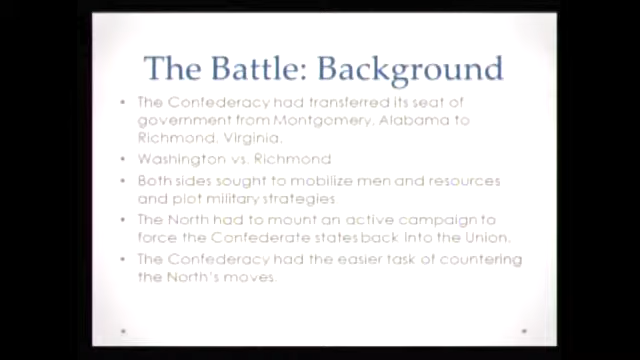 The Battle: Background
• The Confederacy had transferred its seat of
government from Montgomery, Alabama to
Richmond, Virginia.
• Washington vs. Richmond
• Both sides sought to mobilize men and resources
and plot military strategies
• The North had to mount an active campaign to
force the Confederate states back into the Union.
• The Confederacy had the easier task of countering
the North's moves.